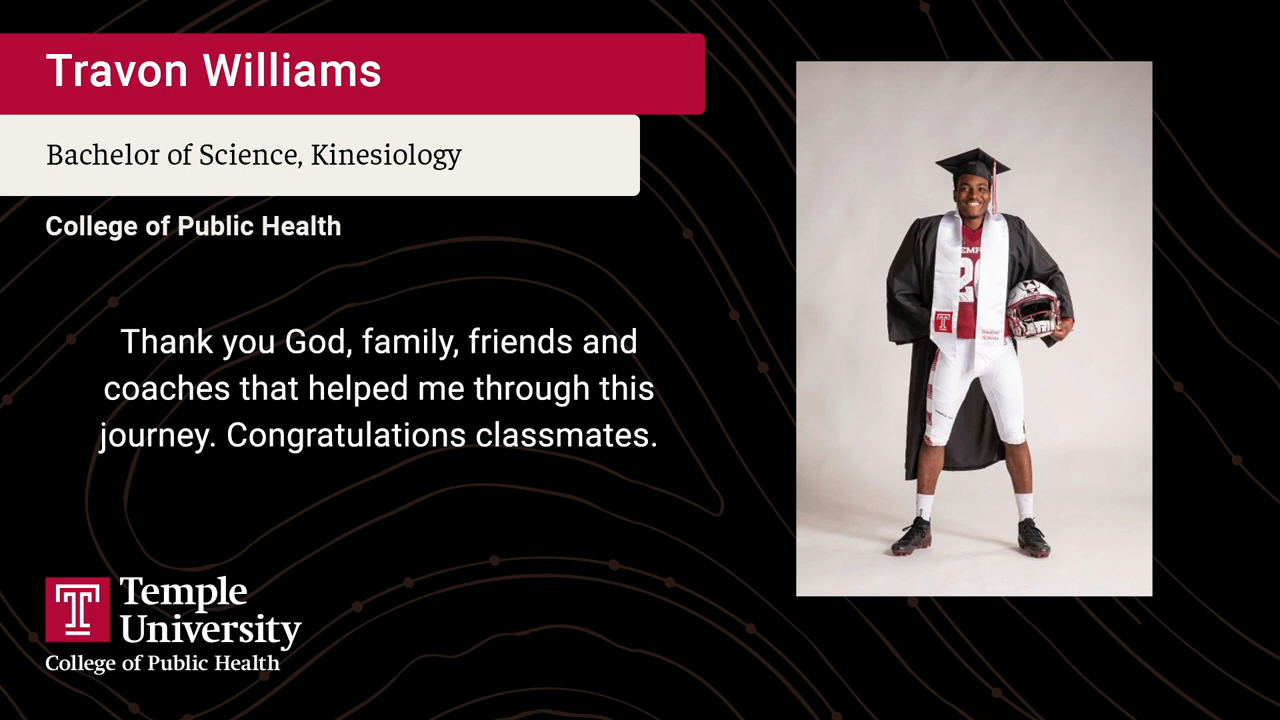 Travon Williams
Bachelor of Science, Kinesiology
College of Public Health
Thank you God, family, friends and
coaches that helped me through this
journey. Congratulations classmates.
T
Temple
University
College of Public Health
T